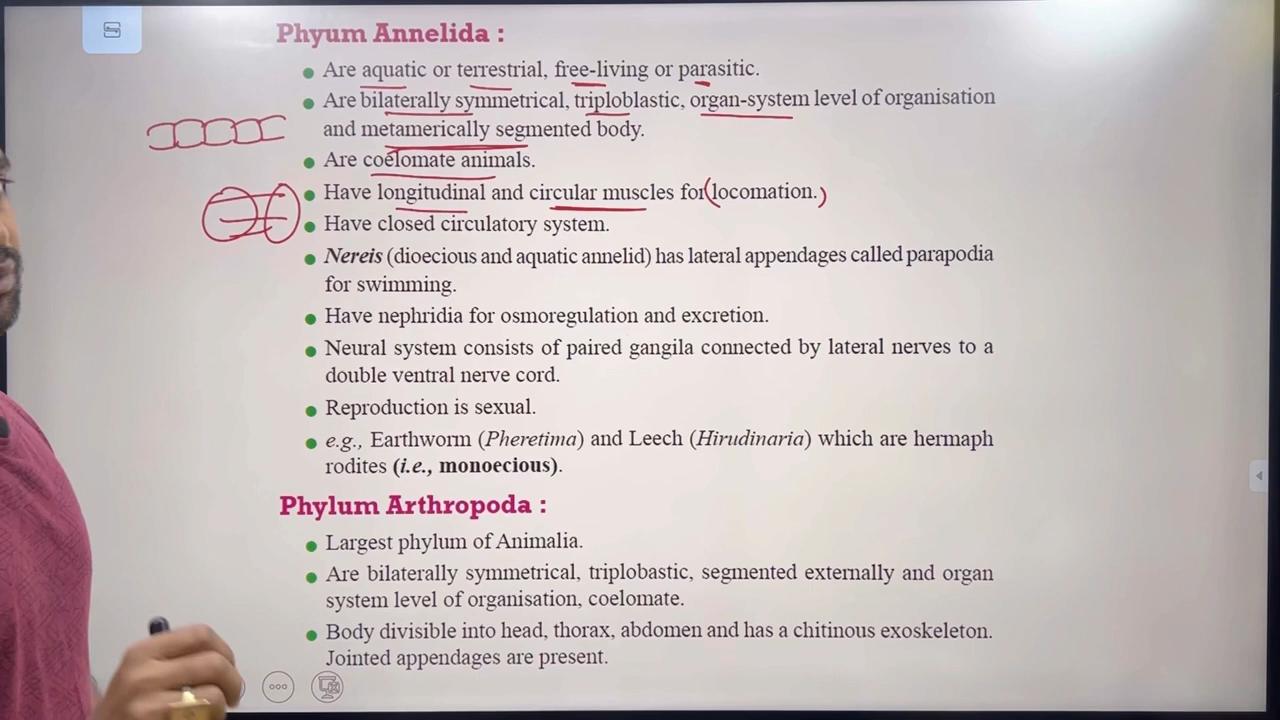 Phyum Annelida :
Are aquatic or terrestrial, free-living or parasitic.
Are bilaterally symmetrical, triploblastic, organ-system level of organisation
and metamerically segmented body.
Are coelomate animals.
Have longitudinal and circular muscles for (locomation.)
Have closed circulatory system.
Nereis (dioecious and aquatic annelid) has lateral appendages called parapodia
for swimming.
Have nephridia for osmoregulation and excretion.
Neural system consists of paired gangila connected by lateral nerves to a
double ventral nerve cord.
Reproduction is sexual.
e.g., Earthworm (Pheretima) and Leech (Hirudinaria) which are hermaph
rodites (i.e., monoecious).
Phylum Arthropoda :
Largest phylum of Animalia.
Are bilaterally symmetrical, triplobastic, segmented externally and organ
system level of organisation, coelomate.
Body divisible into head, thorax, abdomen and has a chitinous exoskeleton.
Jointed appendages are present.